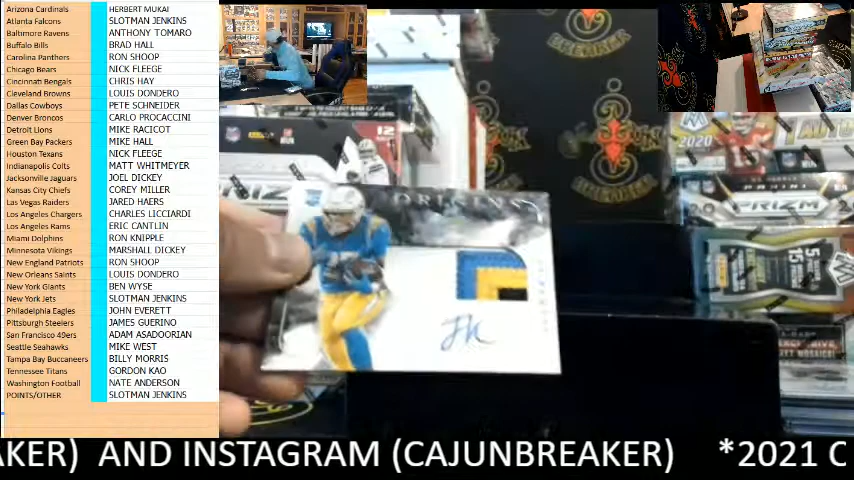 Arizona Cardinals HERBERT MUKAI
Atlanta Falcons SLOTMAN JENKINS
Baltimore Ravens ANTHONY TOMARO
Buffalo Bills BRAD HALL
Carolina Panthers RON SHOOP
Chicago Bears NICK FLEEGE
Cincinnati Bengals CHRIS HAY
Cleveland Browns LOUIS DONDERO
Dallas Cowboys PETE SCHNEIDER
Denver Broncos CARLO PROCACCINI
Detroit Lions MIKE RACICOT
Green Bay Packers MIKE HALL
Houston Texans NICK FLEEGE
Indianapolis Colts MATT WHITMEYER
Jacksonville Jaguars JOEL DICKEY
Kansas City Chiefs COREY MILLER
Las Vegas Raiders JARED HAERS
Los Angeles Chargers CHARLES LICCIARDI
Los Angeles Rams ERIC CANTLIN
Miami Dolphins RON KNIPPLE
Minnesota Vikings MARSHALL DICKEY
New England Patriots RON SHOOP
New Orleans Saints LOUIS DONDERO
New York Giants BEN WYSE
New York Jets SLOTMAN JENKINS
Philadelphia Eagles JOHN EVERETT
Pittsburgh Steelers JAMES GUERINO
San Francisco 49ers ADAM ASADOORIAN
Seattle Seahawks MIKE WEST
Tampa Bay Buccaneers BILLY MORRIS
Tennessee Titans GORDON KAO
Washington Football NATE ANDERSON
POINTS/OTHER SLOTMAN JENKINS
BREAKER
BREAKER
12
ORIGINS
2020
AUTO
PANINI
PRIZM
MOSAIC!
AKER) AND INSTAGRAM (CAJUNBREAKER) *2021 C